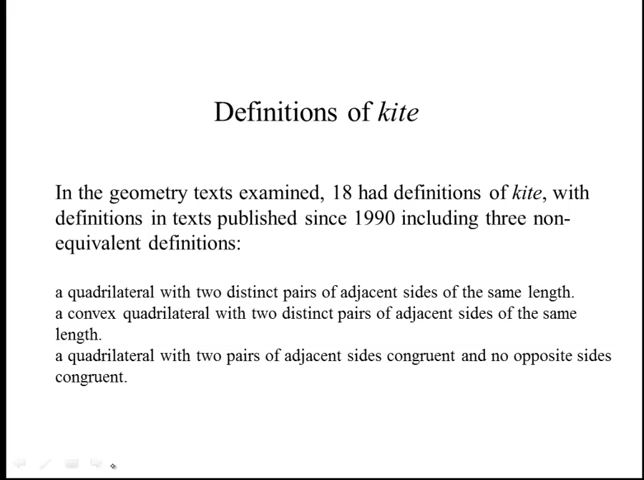 Definitions of kite
In the geometry texts examined, 18 had definitions of kite, with
definitions in texts published since 1990 including three non-
equivalent definitions:
a quadrilateral with two distinct pairs of adjacent sides of the same length.
a convex quadrilateral with two distinct pairs of adjacent sides of the same
length.
a quadrilateral with two pairs of adjacent sides congruent and no opposite sides
congruent.